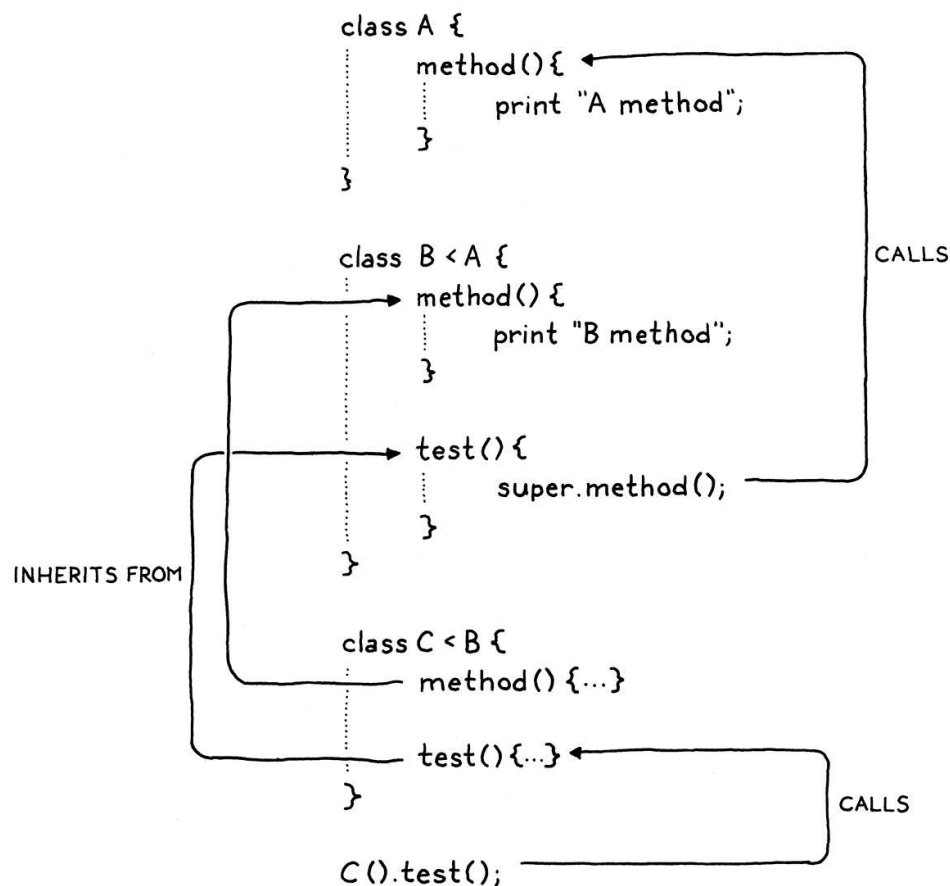 class A {
method() {
print "A method";
}
}
class B < A {
CALLS
method() {
print "B method";
}
test() {
super.method();
}
}
INHERITS FROM
class C < B {
method() {...}
test() {...}
}
CALLS
C().test();